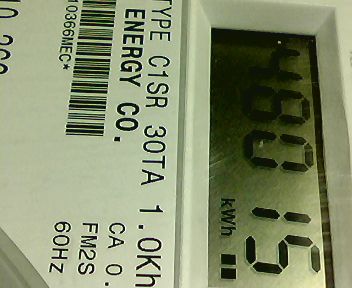 48015
kWh
TYPE C1SR 30TA 1.0Kh
ENERGY CO.
CA 0.
FM2S
60HZ
10366MEC*